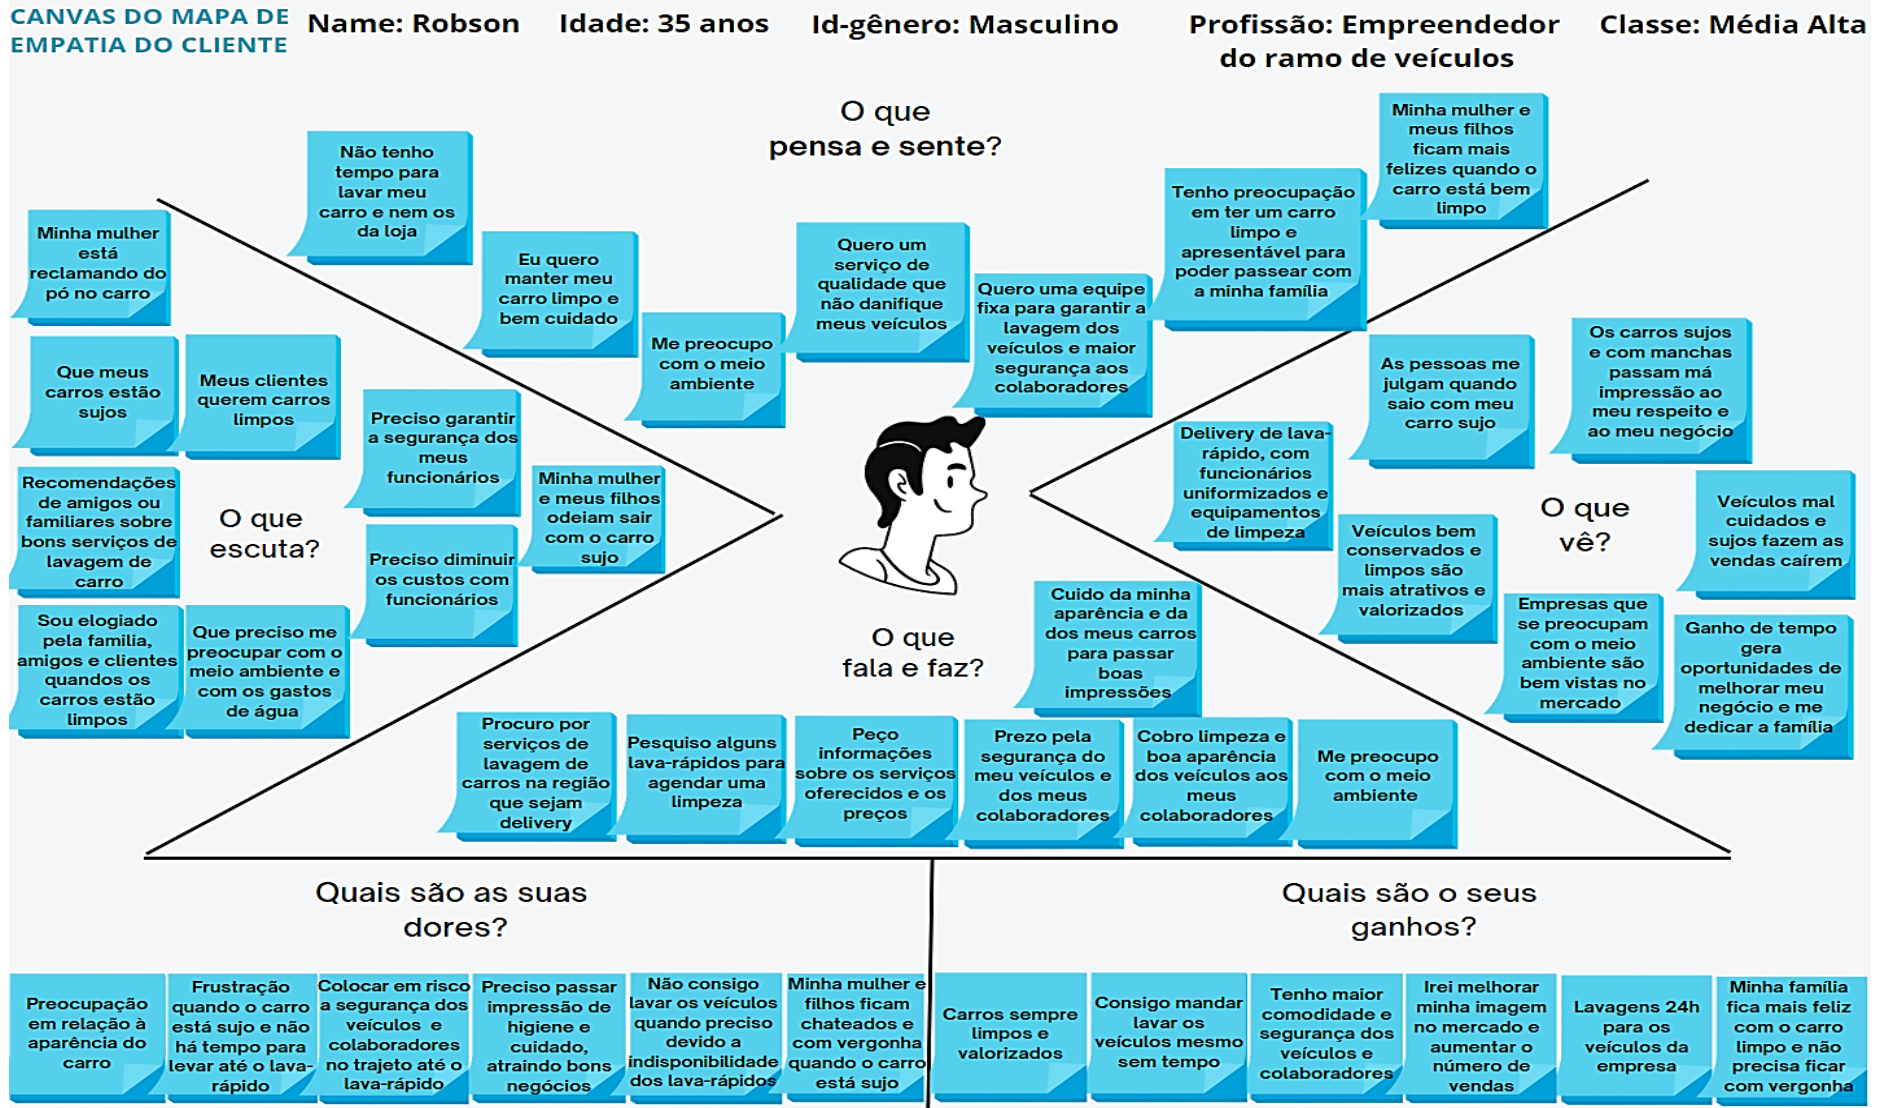 CANVAS DO MAPA DE
EMPATIA DO CLIENTE
Name: Robson
Idade: 35 anos
Id-gênero: Masculino
Profissão: Empreendedor
do ramo de veículos
Classe: Média Alta
O que
pensa e sente?
Não tenho
tempo para
lavar meu
carro e nem os
da loja
Eu quero
manter meu
carro limpo e
bem cuidado
Me preocupo
com o meio
ambiente
Quero um
serviço de
qualidade que
não danifique
meus veículos
Quero uma equipe
fixa para garantir a
lavagem dos
veículos e maior
segurança aos
colaboradores
Tenho preocupação
em ter um carro
limpo e
apresentável para
poder passear com
a minha família
Minha mulher e
meus filhos
ficam mais
felizes quando o
carro está bem
limpo
O que
escuta?
Minha mulher
está
reclamando do
pó no carro
Que meus
carros estão
sujos
Meus clientes
querem carros
limpos
Preciso garantir
a segurança dos
meus
funcionários
Minha mulher
e meus filhos
odeiam sair
com o carro
sujo
Recomendações
de amigos ou
familiares sobre
bons serviços de
lavagem de
carro
Preciso diminuir
os custos com
funcionários
Sou elogiado
pela familia,
amigos e clientes
quandos os
carros estão
limpos
Que preciso me
preocupar com o
meio ambiente e
com os gastos
de água
O que
vê?
As pessoas me
julgam quando
saio com meu
carro sujo
Os carros sujos
e com manchas
passam má
impressão ao
meu respeito e
ao meu negócio
Delivery de lava-
rápido, com
funcionários
uniformizados e
equipamentos
de limpeza
Veículos bem
conservados e
limpos são
mais atrativos e
valorizados
Veículos mal
cuidados e
sujos fazem as
vendas caírem
Empresas que
se preocupam
com o meio
ambiente são
bem vistas no
mercado
Ganho de tempo
gera
oportunidades de
melhorar meu
negócio e me
dedicar a família
O que
fala e faz?
Cuido da minha
aparência e da
dos meus carros
para passar
boas
impressões
Procuro por
serviços de
lavagem de
carros na região
que sejam
delivery
Pesquiso alguns
lava-rápidos para
agendar uma
limpeza
Peço
informações
sobre os serviços
oferecidos e os
preços
Prezo pela
segurança do
meu veículos e
dos meus
colaboradores
Cobro limpeza e
boa aparência
dos veículos aos
meus
colaboradores
Me preocupo
com o meio
ambiente
Quais são as suas
dores?
Preocupação
em relação à
aparência do
carro
Frustração
quando o carro
está sujo e não
há tempo para
levar até o lava-
rápido
Colocar em risco
a segurança dos
veículos e
colaboradores
no trajeto até o
lava-rápido
Preciso passar
impressão de
higiene e
cuidado,
atraindo bons
negócios
Não consigo
lavar os veículos
quando preciso
devido a
indisponibilidade
dos lava-rápidos
Minha mulher e
filhos ficam
chateados e
com vergonha
quando o carro
está sujo
Quais são o seus
ganhos?
Carros sempre
limpos e
valorizados
Consigo mandar
lavar os
veículos mesmo
sem tempo
Tenho maior
comodidade e
segurança dos
veículos e
colaboradores
Irei melhorar
minha imagem
no mercado e
aumentar o
número de
vendas
Lavagens 24h
para os
veículos da
empresa
Minha família
fica mais feliz
com o carro
limpo e não
precisa ficar
com vergonha